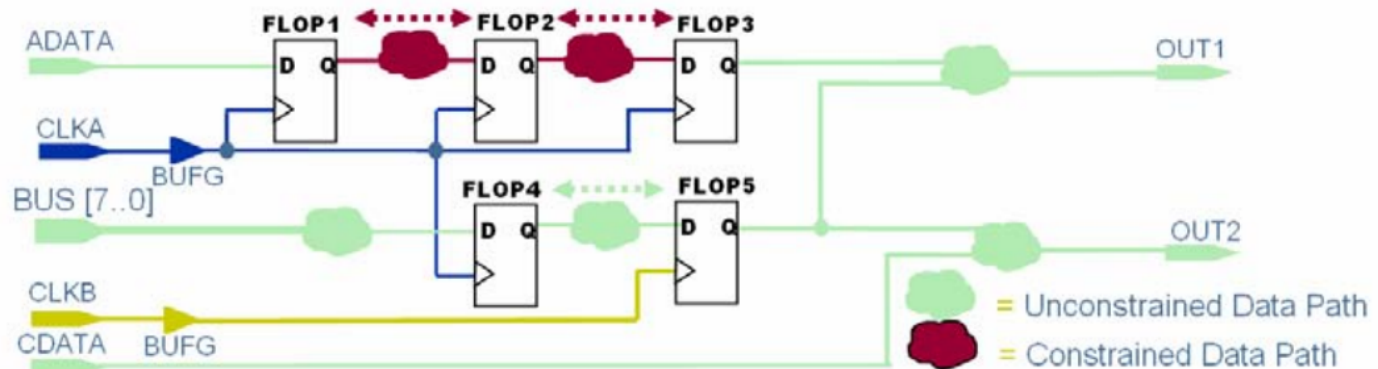 FLOP1
FLOP2
FLOP3
ADATA
D Q
D Q
D Q
OUT1
CLKA
BUFG
BUS [7..0]
FLOP4
FLOP5
D Q
D Q
OUT2
CLKB
BUFG
CDATA
= Unconstrained Data Path
= Constrained Data Path